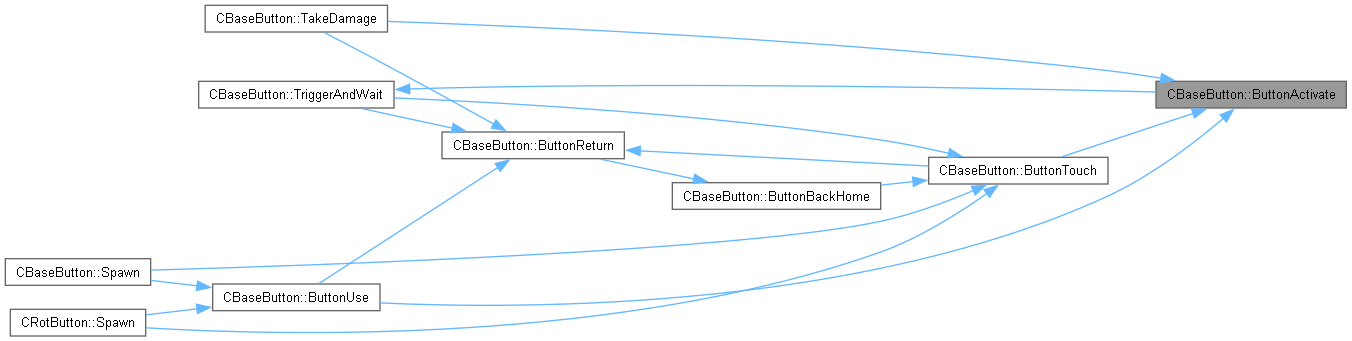 CBaseButton::TakeDamage
CBaseButton::TriggerAndWait
CBaseButton::ButtonActivate
CBaseButton::ButtonReturn
CBaseButton::ButtonTouch
CBaseButton::ButtonBackHome
CBaseButton::Spawn
CBaseButton::ButtonUse
CRotButton::Spawn